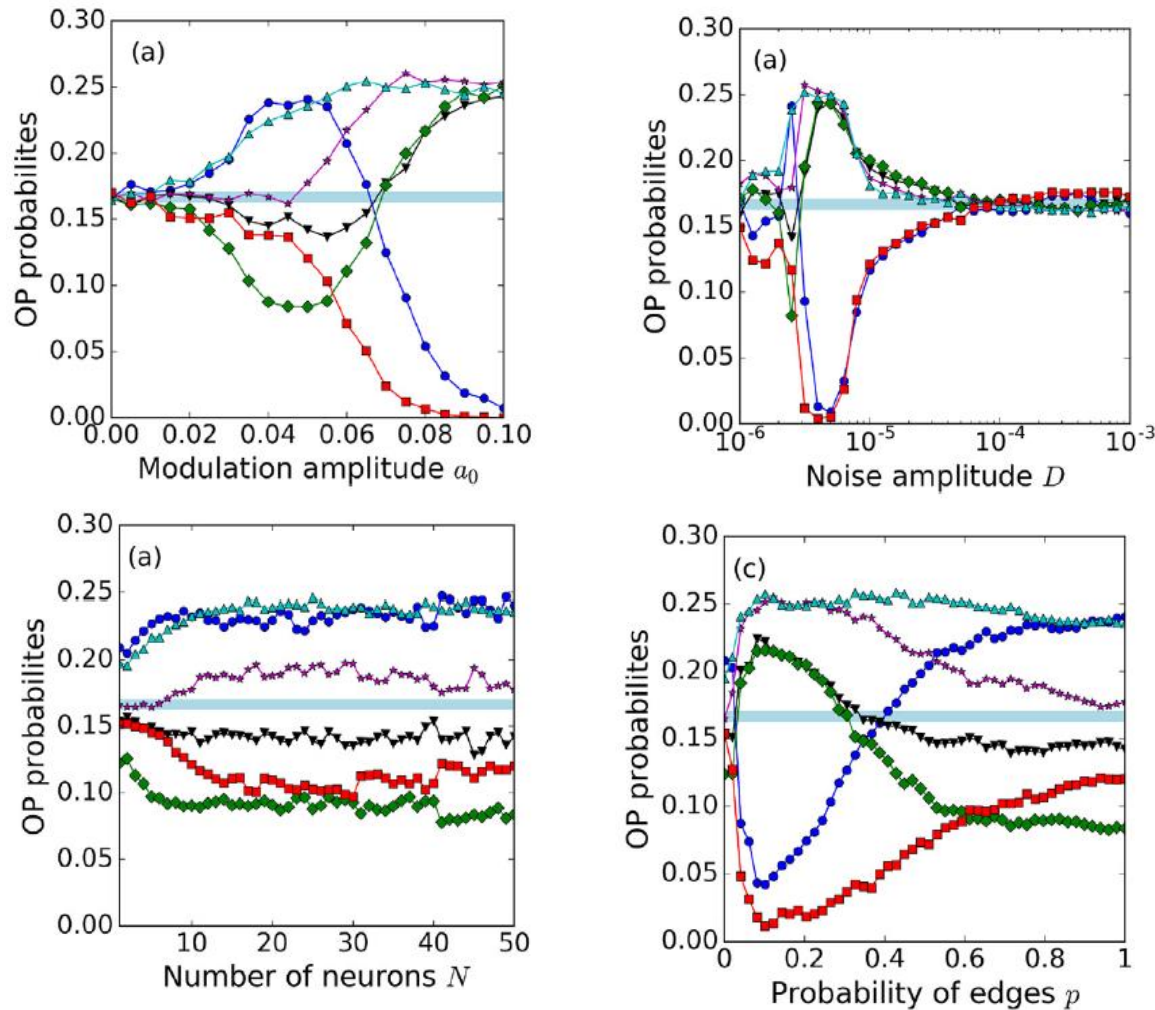 (a)
OP probabilites
0.30
0.25
0.20
0.15
0.10
0.05
0.00
0.00 0.02 0.04 0.06 0.08 0.10
Modulation amplitude a₀
(a)
OP probabilites
0.30
0.25
0.20
0.15
0.10
0.05
0.00
10⁻⁶ 10⁻⁵ 10⁻⁴ 10⁻³
Noise amplitude D
(a)
OP probabilites
0.30
0.25
0.20
0.15
0.10
0.05
0.00
10 20 30 40 50
Number of neurons N
(c)
OP probabilites
0.30
0.25
0.20
0.15
0.10
0.05
0.00
0 0.2 0.4 0.6 0.8 1
Probability of edges p